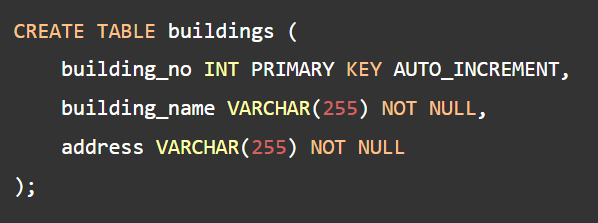 CREATE TABLE buildings (
    building_no INT PRIMARY KEY AUTO_INCREMENT,
    building_name VARCHAR(255) NOT NULL,
    address VARCHAR(255) NOT NULL
);